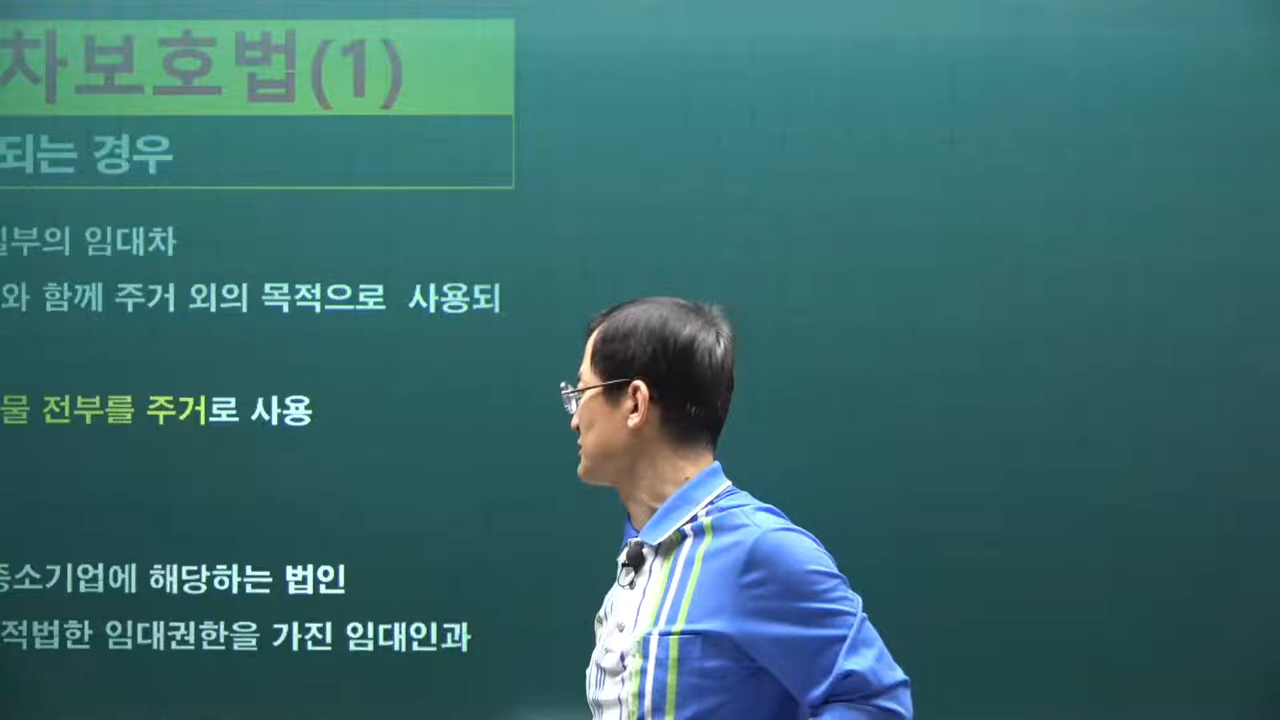 차보호법(1)
되는 경우
일부의 임대차
와 함께 주거 외의 목적으로 사용되
물 전부를 주거로 사용
중소기업에 해당하는 법인
적법한 임대권한을 가진 임대인과